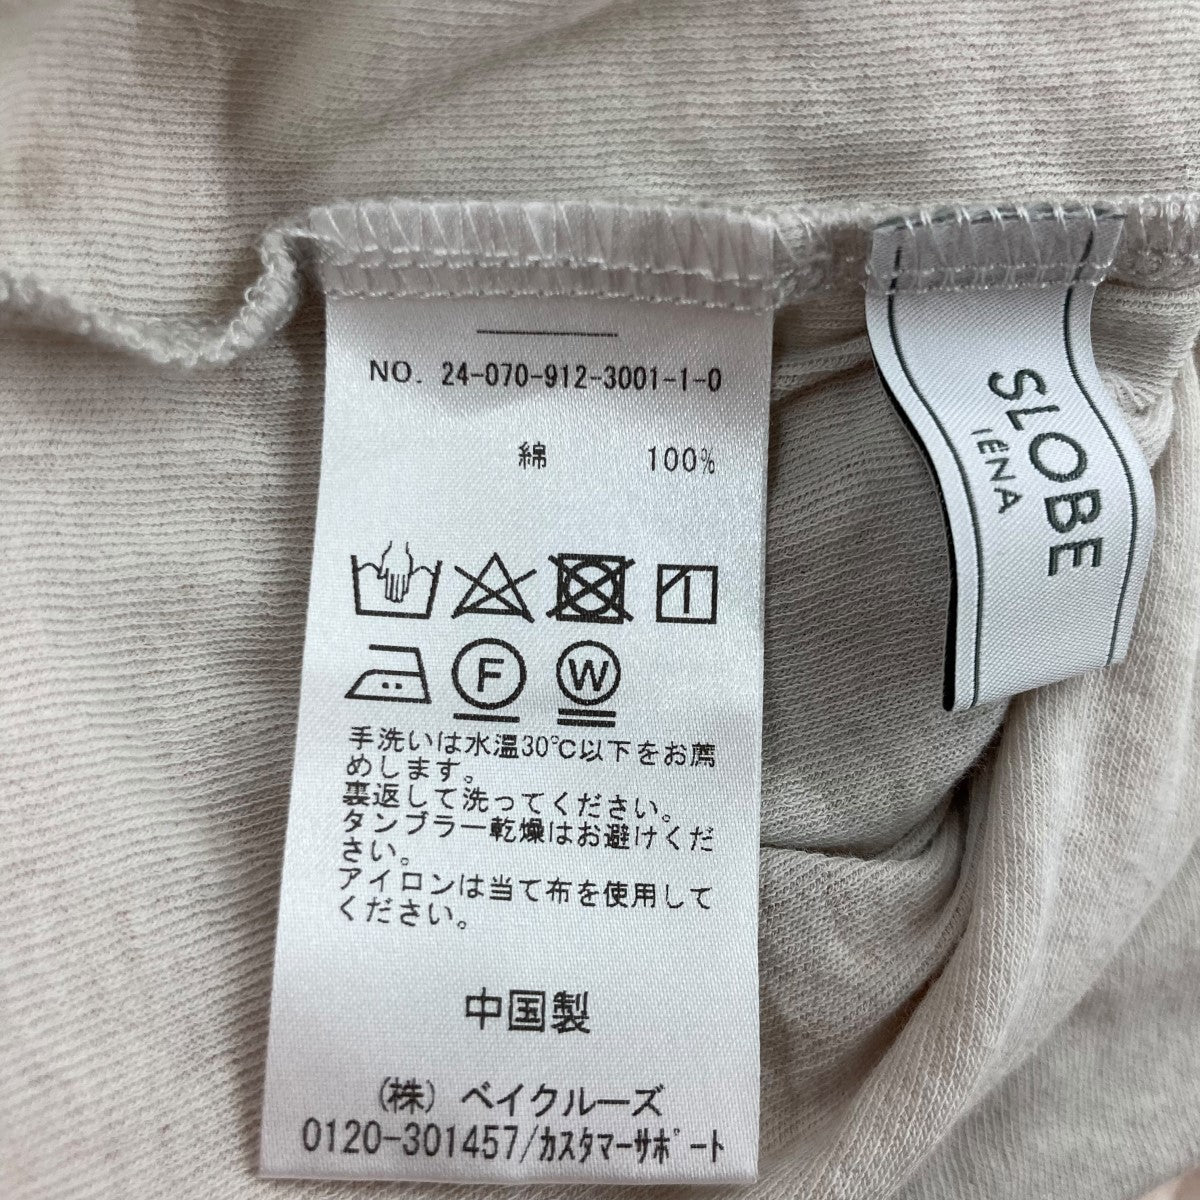 NO. 24-070-912-3001-1-0
綿 100%
F W
手洗いは水温30℃以下をお薦
めします。
裏返して洗ってください。
タンブラー乾燥はお避けくだ
さい。
アイロンは当て布を使用して
ください。
中国製
(株) ベイクルーズ
0120-301457/カスタマーサポート
SLOBE
IÉNA